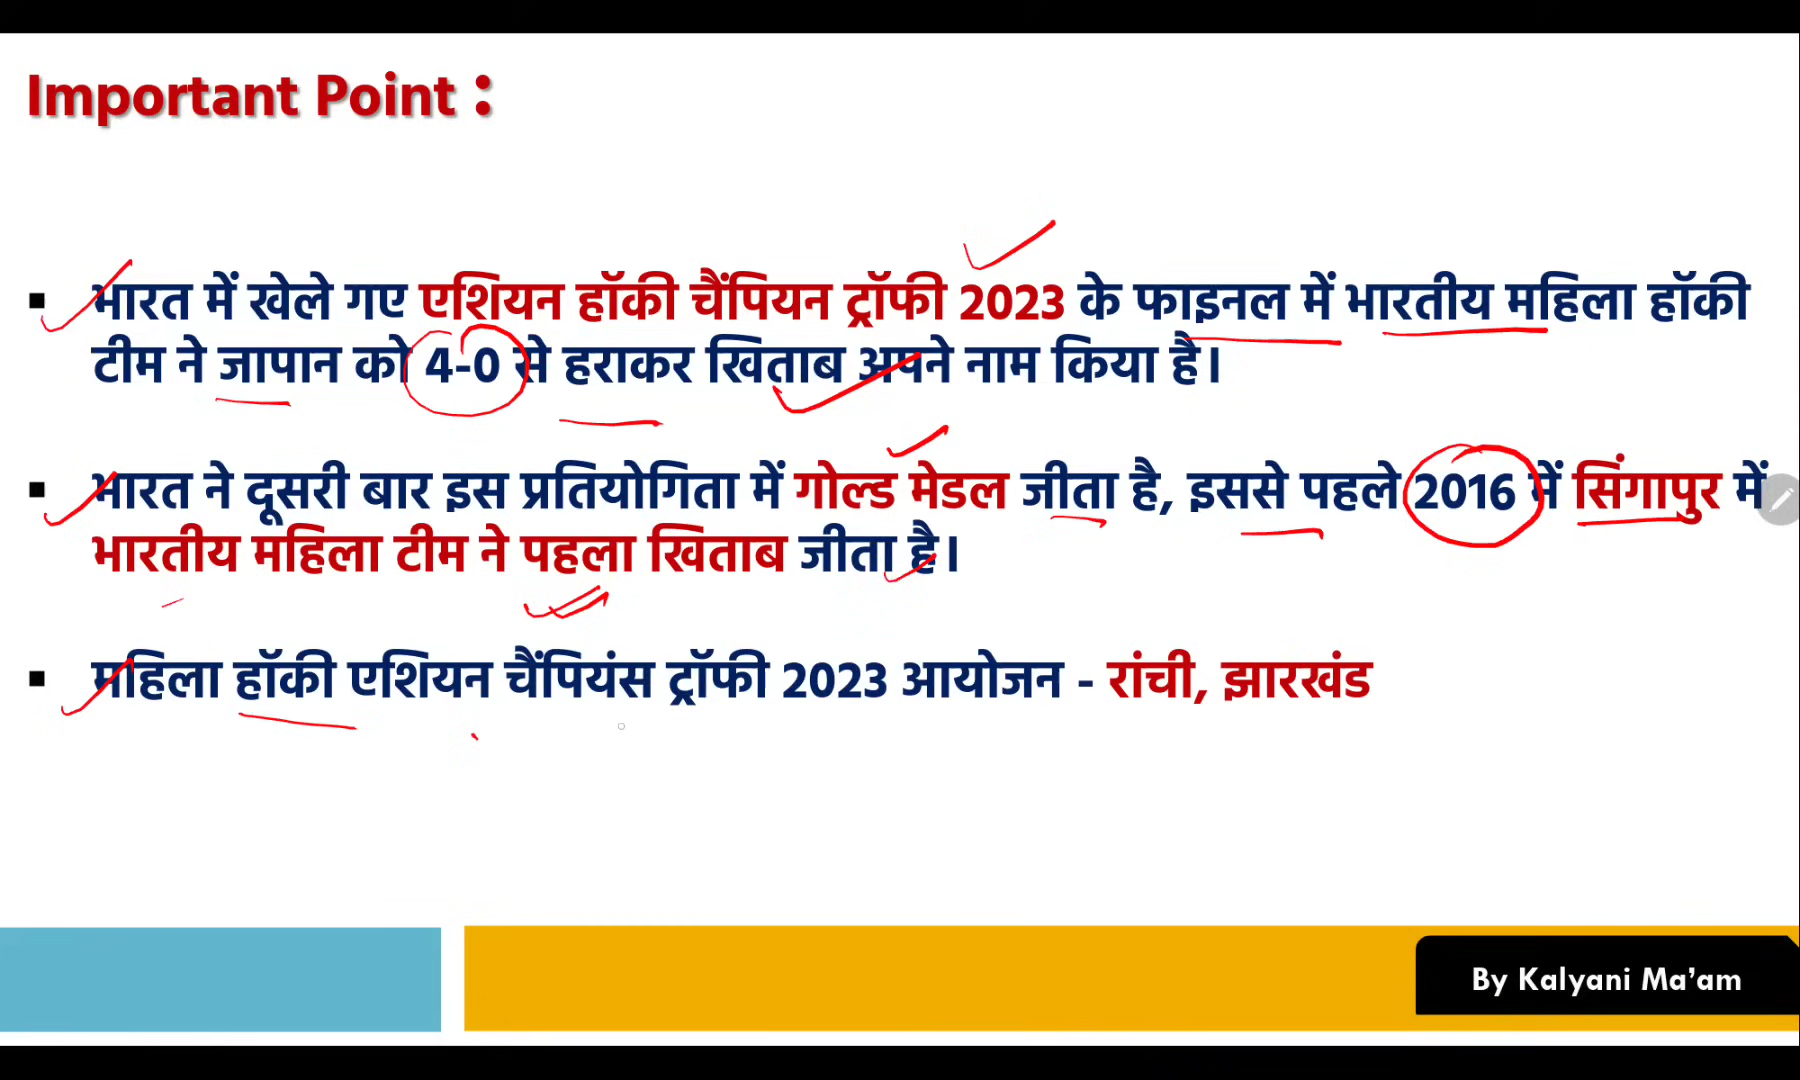 Important Point :
▪ भारत में खेले गए एशियन हॉकी चैंपियन ट्रॉफी 2023 के फाइनल में भारतीय महिला हॉकी
टीम ने जापान को 4-0 से हराकर खिताब अपने नाम किया है।
▪ भारत ने दूसरी बार इस प्रतियोगिता में गोल्ड मेडल जीता है, इससे पहले 2016 में सिंगापुर में
भारतीय महिला टीम ने पहला खिताब जीता है।
▪ महिला हॉकी एशियन चैंपियंस ट्रॉफी 2023 आयोजन - रांची, झारखंड
By Kalyani Ma’am